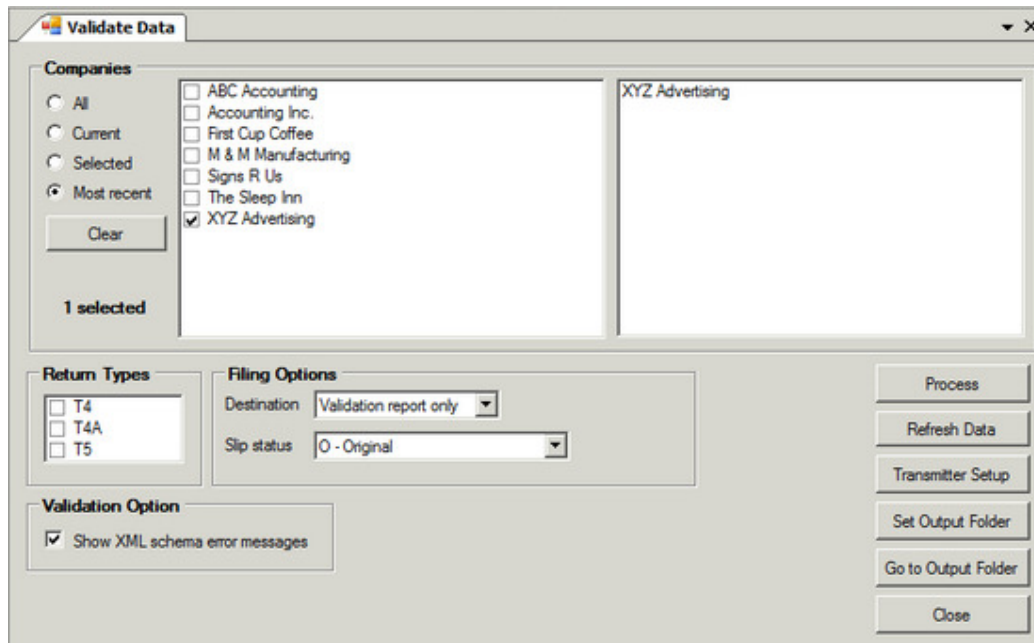 Validate Data
Companies
All
Current
Selected
Most recent
Clear
1 selected
ABC Accounting
Accounting Inc.
First Cup Coffee
M & M Manufacturing
Signs R Us
The Sleep Inn
XYZ Advertising
XYZ Advertising
Return Types
T4
T4A
T5
Filing Options
Destination Validation report only
Slip status O - Original
Validation Option
Show XML schema error messages
Process
Refresh Data
Transmitter Setup
Set Output Folder
Go to Output Folder
Close